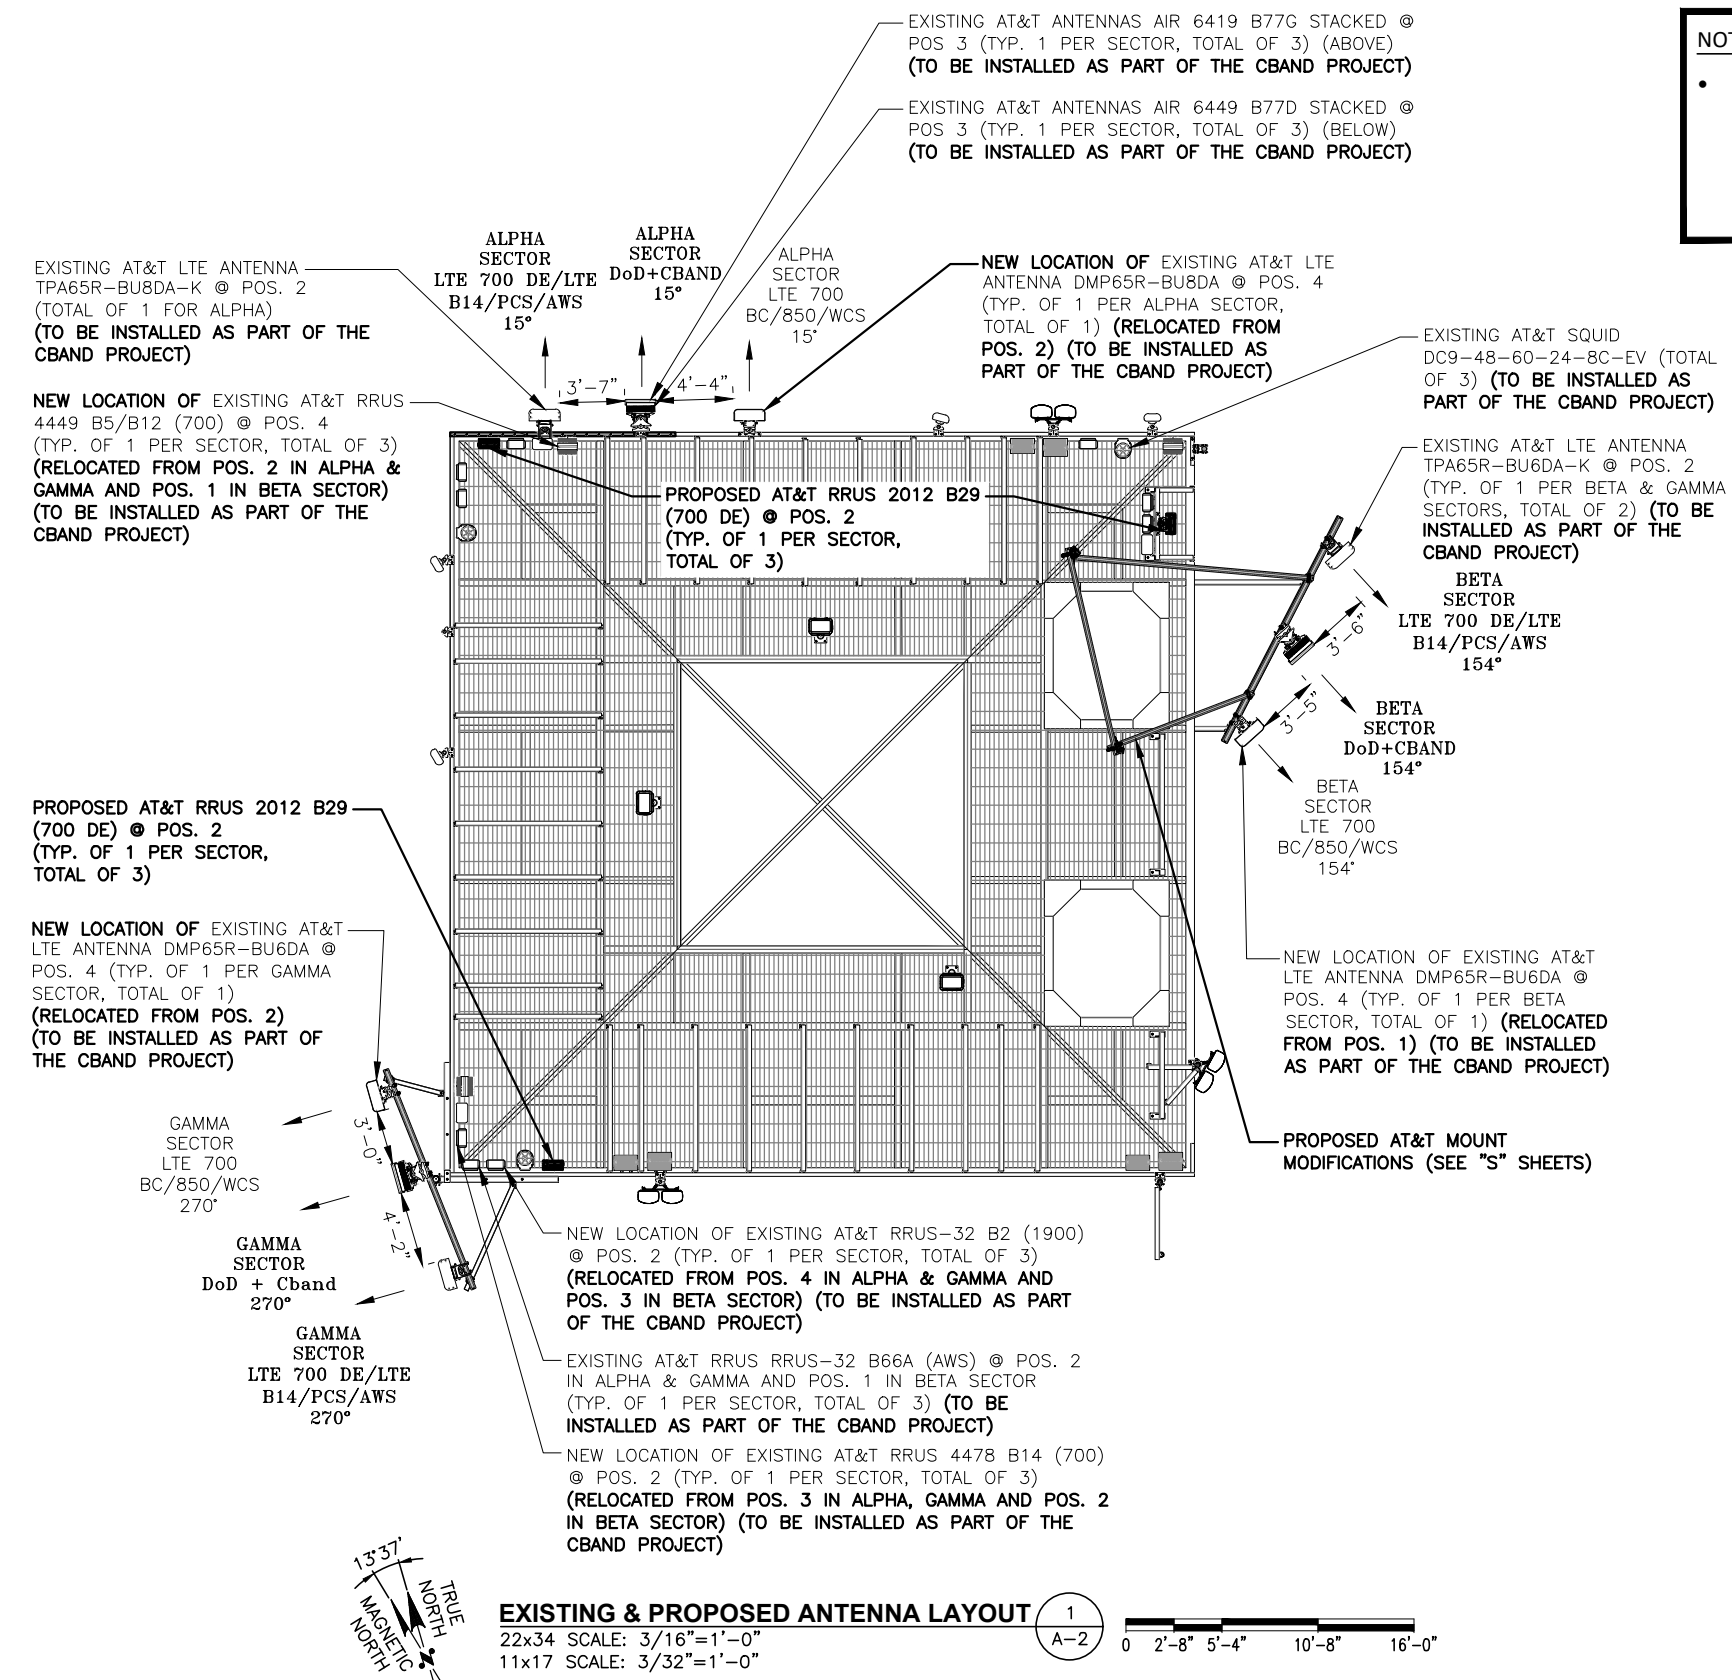 EXISTING AT&T ANTENNAS AIR 6419 B77G STACKED @
POS 3 (TYP. 1 PER SECTOR, TOTAL OF 3) (ABOVE)
(TO BE INSTALLED AS PART OF THE CBAND PROJECT)
EXISTING AT&T ANTENNAS AIR 6449 B77D STACKED @
POS 3 (TYP. 1 PER SECTOR, TOTAL OF 3) (BELOW)
(TO BE INSTALLED AS PART OF THE CBAND PROJECT)
•
ALPHA
SECTOR
LTE 700 DE/LTE
B14/PCS/AWS
15°
ALPHA
SECTOR
DoD+CBAND
15°
ALPHA
SECTOR
LTE 700
BC/850/WCS
15°
EXISTING AT&T LTE ANTENNA
TPA65R-BU8DA-K @ POS. 2
(TOTAL OF 1 FOR ALPHA)
(TO BE INSTALLED AS PART OF THE
CBAND PROJECT)
NEW LOCATION OF EXISTING AT&T RRUS
4449 B5/B12 (700) @ POS. 4
(TYP. OF 1 PER SECTOR, TOTAL OF 3)
(RELOCATED FROM POS. 2 IN ALPHA &
GAMMA AND POS. 1 IN BETA SECTOR)
(TO BE INSTALLED AS PART OF THE
CBAND PROJECT)
3'-7"
4'-4"
NEW LOCATION OF EXISTING AT&T LTE
ANTENNA DMP65R-BU8DA @ POS. 4
(TYP. OF 1 PER ALPHA SECTOR,
TOTAL OF 1) (RELOCATED FROM
POS. 2) (TO BE INSTALLED AS
PART OF THE CBAND PROJECT)
EXISTING AT&T SQUID
DC9-48-60-24-8C-EV (TOTAL
OF 3) (TO BE INSTALLED AS
PART OF THE CBAND PROJECT)
EXISTING AT&T LTE ANTENNA
TPA65R-BU6DA-K @ POS. 2
(TYP. OF 1 PER BETA & GAMMA
SECTORS, TOTAL OF 2) (TO BE
INSTALLED AS PART OF THE
CBAND PROJECT)
PROPOSED AT&T RRUS 2012 B29
(700 DE) @ POS. 2
(TYP. OF 1 PER SECTOR,
TOTAL OF 3)
BETA
SECTOR
LTE 700 DE/LTE
B14/PCS/AWS
154°
3'-6"
3'-5"
BETA
SECTOR
DoD+CBAND
154°
BETA
SECTOR
LTE 700
BC/850/WCS
154°
PROPOSED AT&T RRUS 2012 B29
(700 DE) @ POS. 2
(TYP. OF 1 PER SECTOR,
TOTAL OF 3)
NEW LOCATION OF EXISTING AT&T
LTE ANTENNA DMP65R-BU6DA @
POS. 4 (TYP. OF 1 PER GAMMA
SECTOR, TOTAL OF 1)
(RELOCATED FROM POS. 2)
(TO BE INSTALLED AS PART OF
THE CBAND PROJECT)
NEW LOCATION OF EXISTING AT&T
LTE ANTENNA DMP65R-BU6DA @
POS. 4 (TYP. OF 1 PER BETA
SECTOR, TOTAL OF 1) (RELOCATED
FROM POS. 1) (TO BE INSTALLED
AS PART OF THE CBAND PROJECT)
PROPOSED AT&T MOUNT
MODIFICATIONS (SEE "S" SHEETS)
GAMMA
SECTOR
LTE 700
BC/850/WCS
270°
3'-0"
4'-2"
GAMMA
SECTOR
DoD + Cband
270°
GAMMA
SECTOR
LTE 700 DE/LTE
B14/PCS/AWS
270°
NEW LOCATION OF EXISTING AT&T RRUS-32 B2 (1900)
@ POS. 2 (TYP. OF 1 PER SECTOR, TOTAL OF 3)
(RELOCATED FROM POS. 4 IN ALPHA & GAMMA AND
POS. 3 IN BETA SECTOR) (TO BE INSTALLED AS PART
OF THE CBAND PROJECT)
EXISTING AT&T RRUS RRUS-32 B66A (AWS) @ POS. 2
IN ALPHA & GAMMA AND POS. 1 IN BETA SECTOR
(TYP. OF 1 PER SECTOR, TOTAL OF 3) (TO BE
INSTALLED AS PART OF THE CBAND PROJECT)
NEW LOCATION OF EXISTING AT&T RRUS 4478 B14 (700)
@ POS. 2 (TYP. OF 1 PER SECTOR, TOTAL OF 3)
(RELOCATED FROM POS. 3 IN ALPHA, GAMMA AND POS. 2
IN BETA SECTOR) (TO BE INSTALLED AS PART OF THE
CBAND PROJECT)
13°37'
TRUE
NORTH
MAGNETIC
NORTH
N
EXISTING & PROPOSED ANTENNA LAYOUT
1
A-2
22x34 SCALE: 3/16"=1'-0"
11x17 SCALE: 3/32"=1'-0"
0 2'-8" 5'-4" 10'-8" 16'-0"